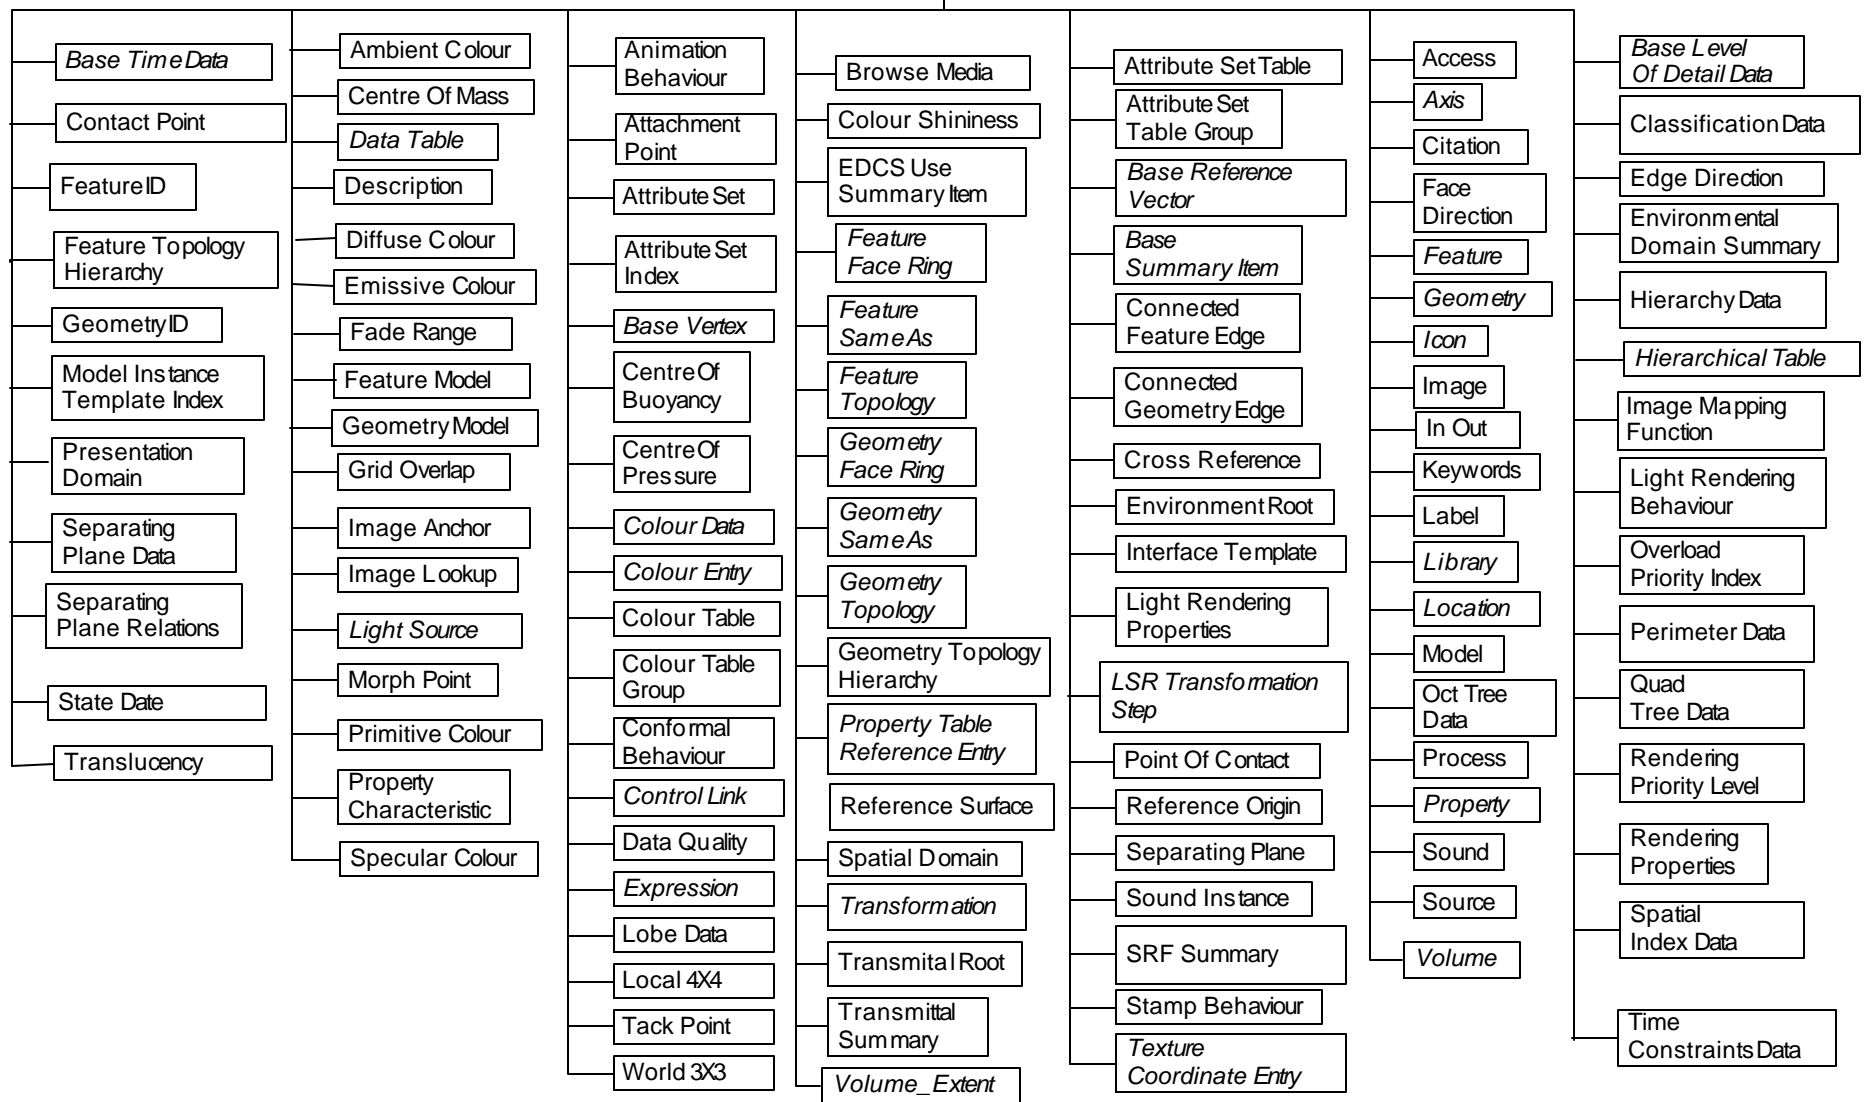 Base Time Data
Contact Point
Feature ID
Feature Topology
Hierarchy
Geometry ID
Model Instance
Template Index
Presentation
Domain
Separating
Plane Data
Separating
Plane Relations
State Date
Translucency
Ambient Colour
Centre Of Mass
Data Table
Description
Diffuse Colour
Emissive Colour
Fade Range
Feature Model
Geometry Model
Grid Overlap
Image Anchor
Image Lookup
Light Source
Morph Point
Primitive Colour
Property
Characteristic
Specular Colour
Animation
Behaviour
Attachment
Point
Attribute Set
Attribute Set
Index
Base Vertex
Centre Of
Buoyancy
Centre Of
Pressure
Colour Data
Colour Entry
Colour Table
Colour Table
Group
Conformal
Behaviour
Control Link
Data Quality
Expression
Lobe Data
Local 4X4
Tack Point
World 3X3
Browse Media
Colour Shininess
EDCS Use
Summary Item
Feature
Face Ring
Feature
Same As
Feature
Topology
Geometry
Face Ring
Geometry
Same As
Geometry
Topology
Geometry Topology
Hierarchy
Property Table
Reference Entry
Reference Surface
Spatial Domain
Transformation
Transmital Root
Transmittal
Summary
Volume_Extent
Attribute Set Table
Attribute Set
Table Group
Base Reference
Vector
Base
Summary Item
Connected
Feature Edge
Connected
Geometry Edge
Cross Reference
Environment Root
Interface Template
Light Rendering
Properties
LSR Transformation
Step
Point Of Contact
Reference Origin
Separating Plane
Sound Instance
SRF Summary
Stamp Behaviour
Texture
Coordinate Entry
Access
Axis
Citation
Face
Direction
Feature
Geometry
Icon
Image
In Out
Keywords
Label
Library
Location
Model
Oct Tree
Data
Process
Property
Sound
Source
Volume
Base Level
Of Detail Data
Classification Data
Edge Direction
Environmental
Domain Summary
Hierarchy Data
Hierarchical Table
Image Mapping
Function
Light Rendering
Behaviour
Overload
Priority Index
Perimeter Data
Quad
Tree Data
Rendering
Priority Level
Rendering
Properties
Spatial
Index Data
Time
Constraints Data